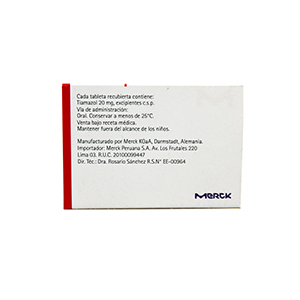 Cada tableta recubierta contiene:
Tiamazol 20 mg, excipientes c.s.p.
Vía de administración:
Oral. Conservar a menos de 25°C.
Venta bajo receta médica.
Mantener fuera del alcance de los niños.
Manufacturado por Merck KGaA, Darmstadt, Alemania.
Importador: Merck Peruana S.A. Av. Los Frutales 220
Lima 03. R.U.C. 20100099447
Dir. Téc.: Dra. Rosario Sánchez R.S.N° EE-00964
MERCK